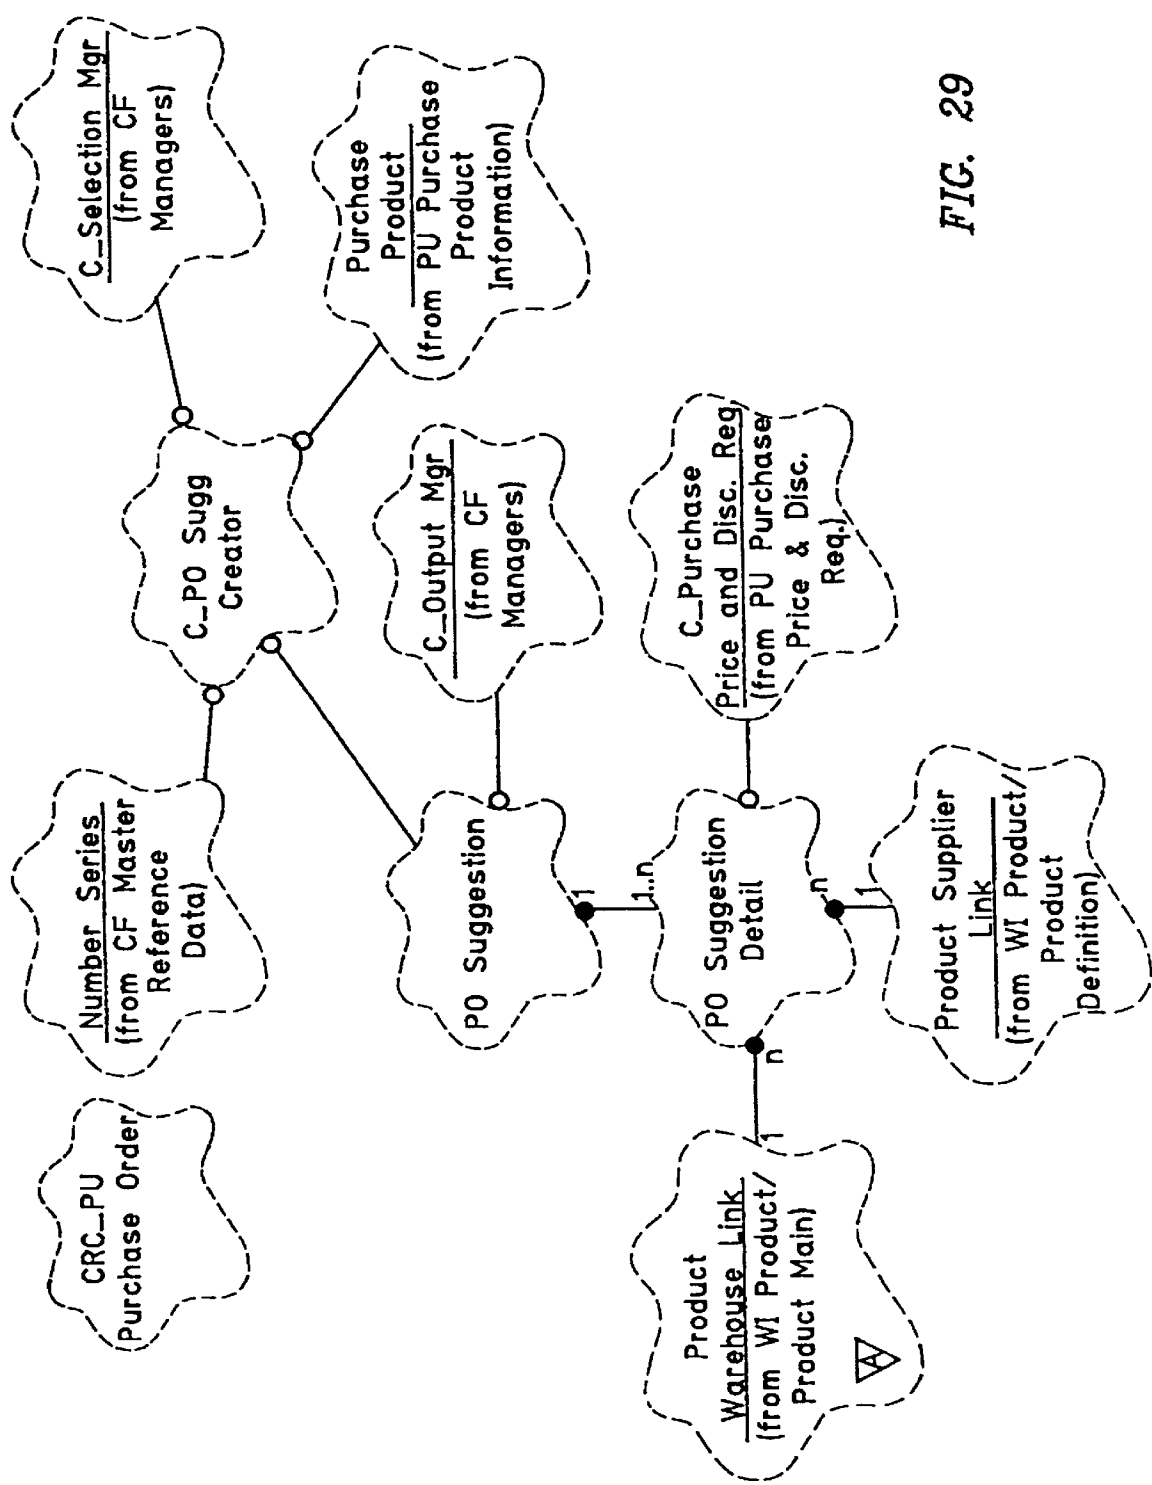 CRC_PU
Purchase Order
Number Series
(from CF Master
Reference
Data)
C_Selection Mgr
(from CF
Managers)
C_PO Sugg
Creator
Purchase
Product
(from PU Purchase
Product
Information)
PO Suggestion
1
C_Output Mgr
(from CF
Managers)
1..n
PO Suggestion
Detail
n
n
C_Purchase
Price and Disc. Req
(from PU Purchase
Price & Disc.
Req.)
Product
Warehouse Link
(from WI Product/
Product Main)
1
A
1
Product Supplier
Link
(from WI Product/
Product
Definition)
FIG. 29